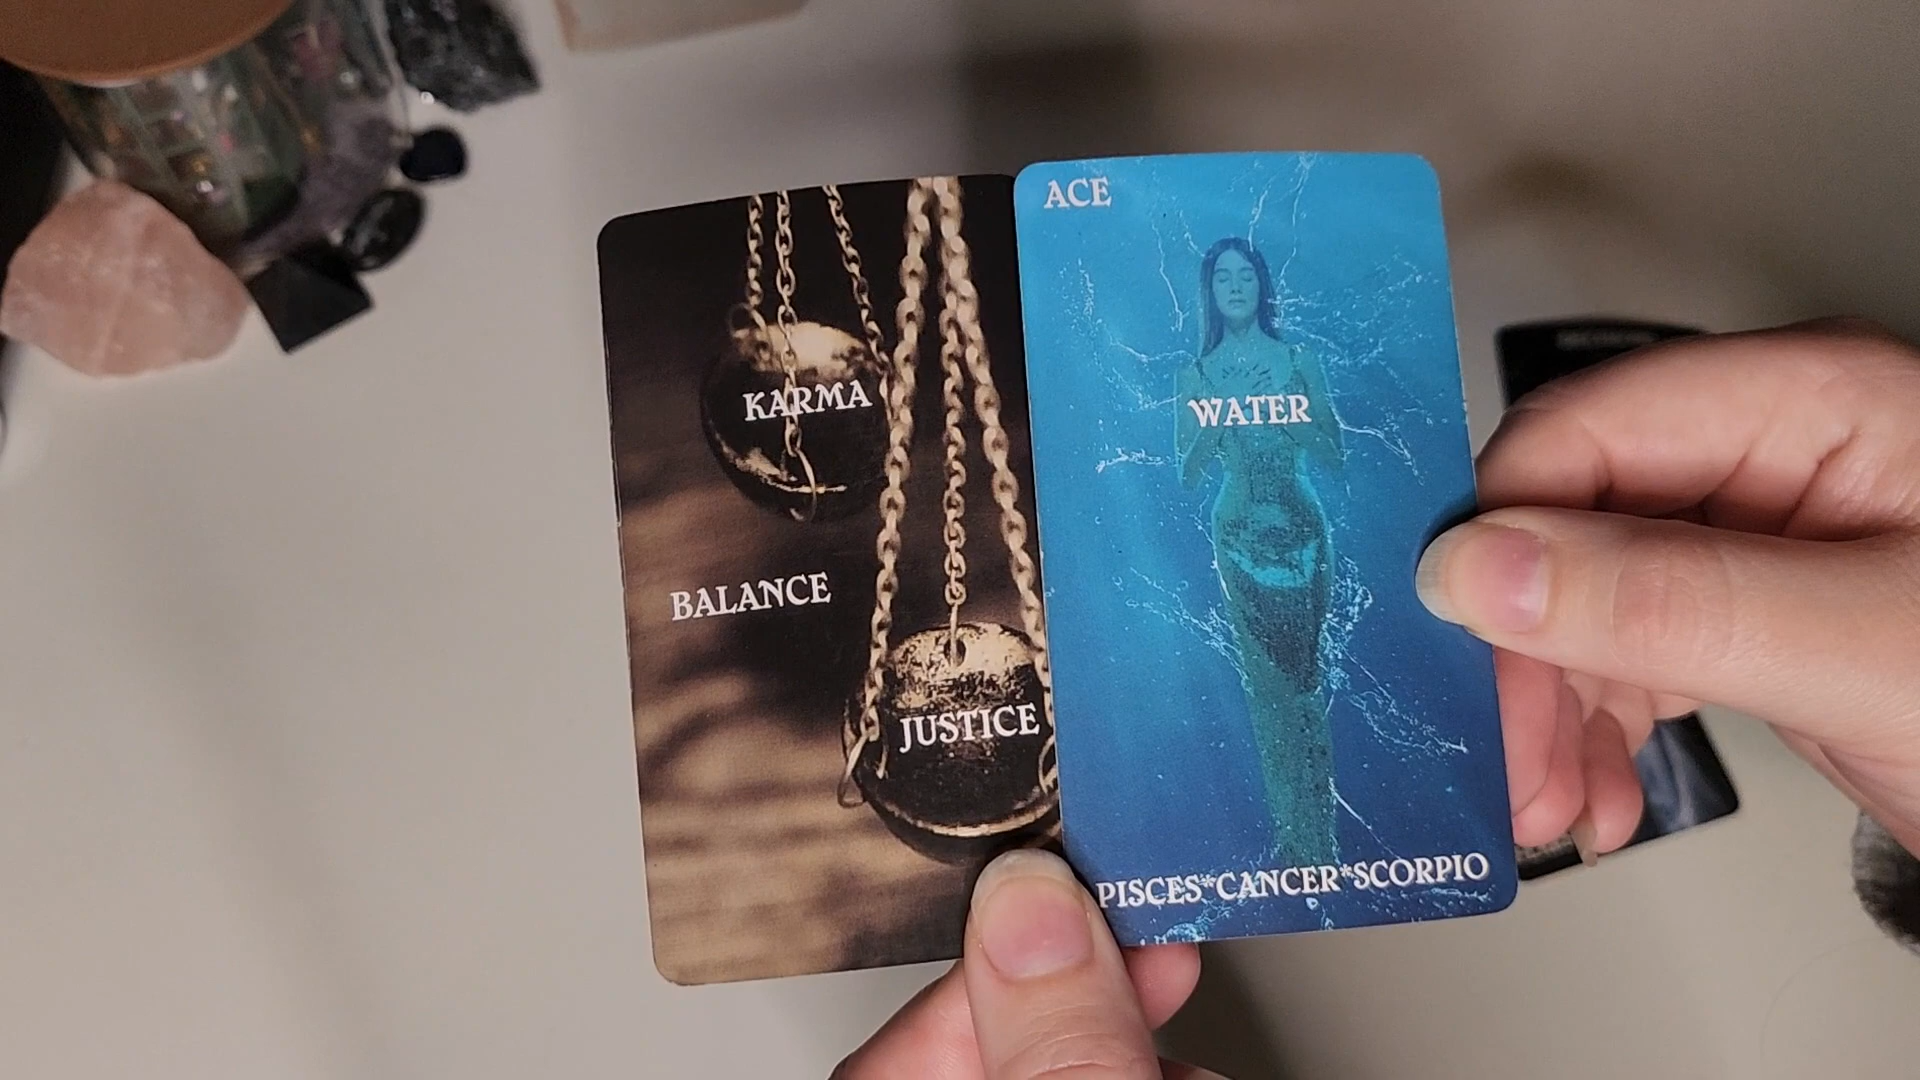 KARMA
BALANCE
JUSTICE
ACE
WATER
PISCES*CANCER*SCORPIO